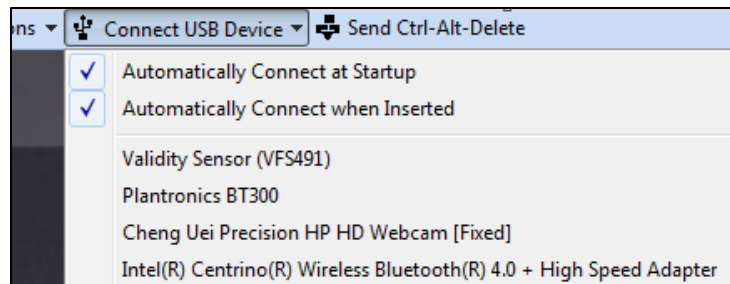 ns Connect USB Device Send Ctrl-Alt-Delete
Automatically Connect at Startup
Automatically Connect when Inserted
Validity Sensor (VFS491)
Plantronics BT300
Cheng Uei Precision HP HD Webcam [Fixed]
Intel(R) Centrino(R) Wireless Bluetooth(R) 4.0 + High Speed Adapter